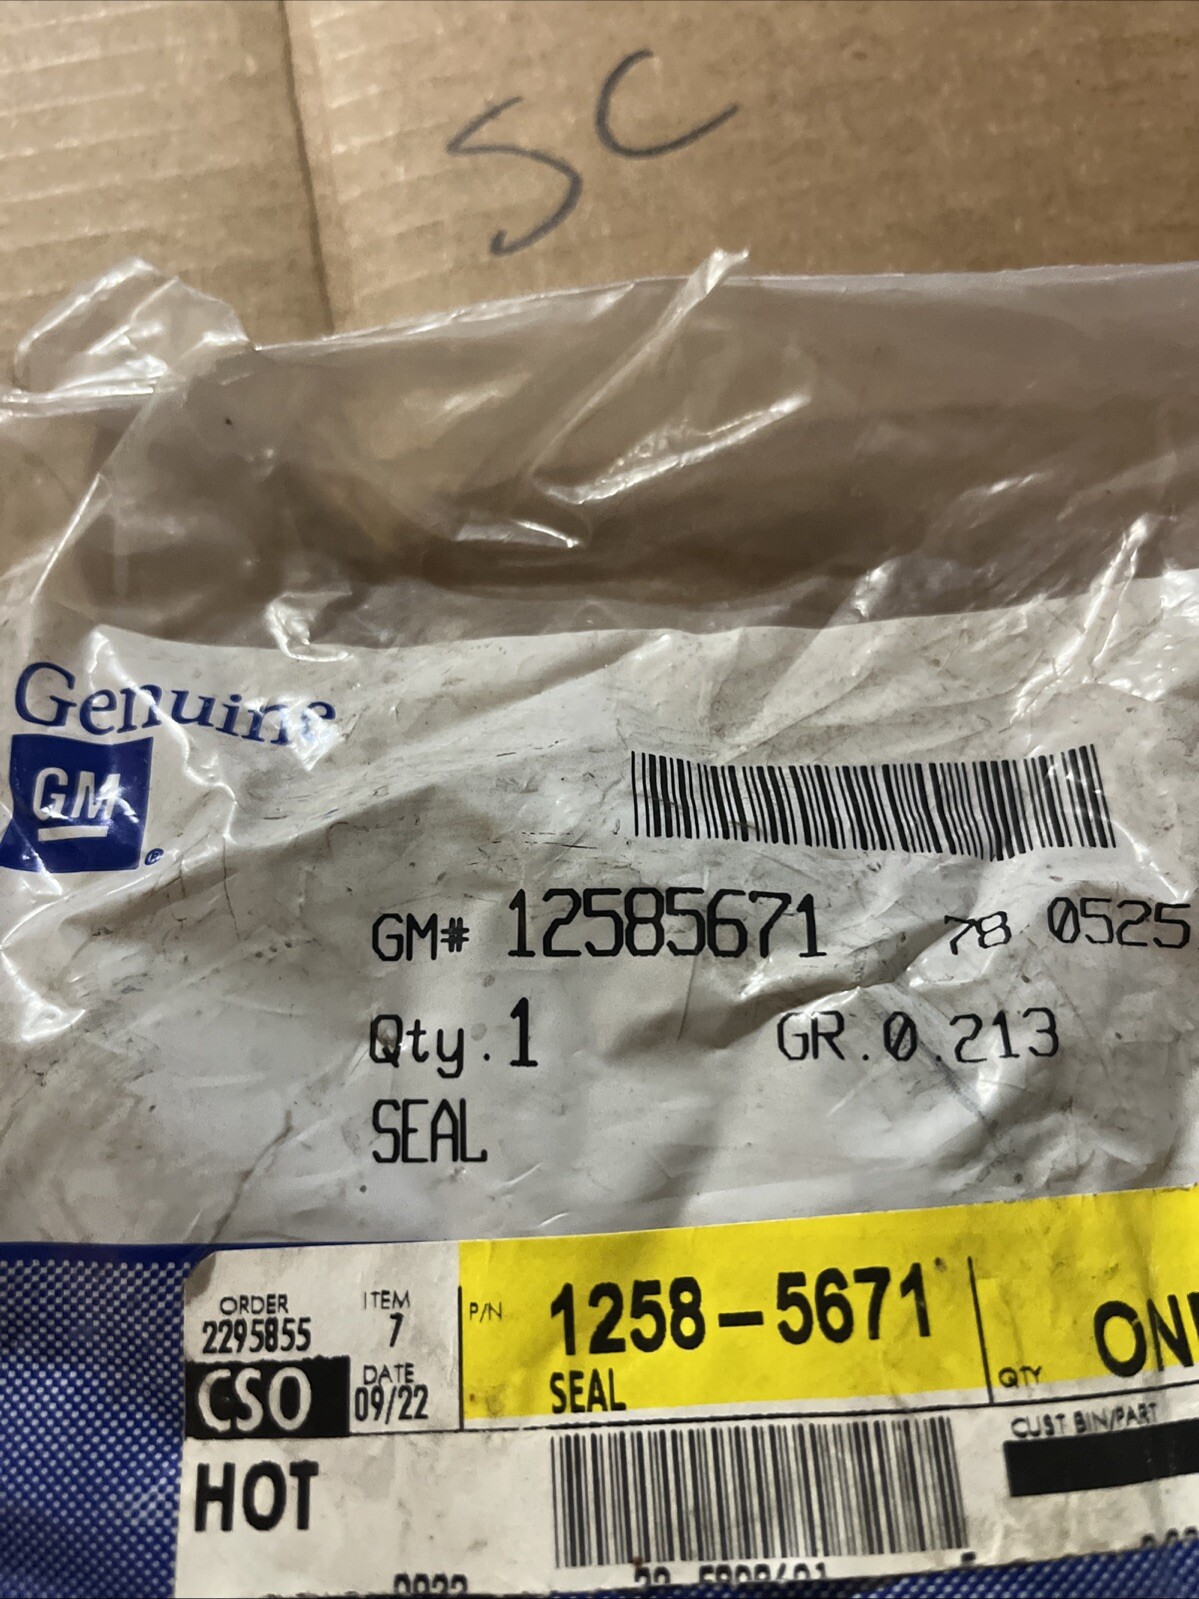 SC
Genuine
GM
®
GM# 12585671 78 0525
Qty.1 GR.0.213
SEAL
ORDER ITEM P/N 1258-5671
2295855 7
CSO DATE SEAL QTY
09/22
CUST BIN/PART
HOT